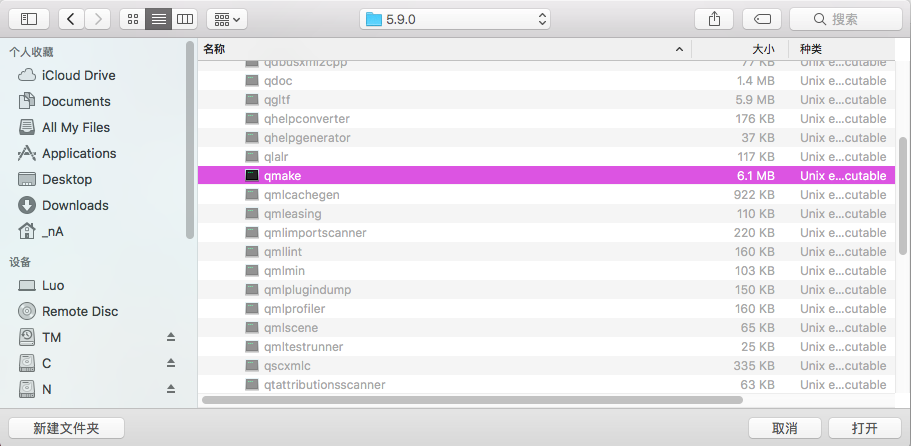 5.9.0
搜索
个人收藏
iCloud Drive
Documents
All My Files
Applications
Desktop
Downloads
_nA
设备
Luo
Remote Disc
TM
C
N
名称 大小 种类
qdbusxml2cpp 77 KB Unix e...cutable
qdoc 1.4 MB Unix e...cutable
qgltf 5.9 MB Unix e...cutable
qhelpconverter 176 KB Unix e...cutable
qhelpgenerator 37 KB Unix e...cutable
qlalr 117 KB Unix e...cutable
qmake 6.1 MB Unix e...cutable
qmlcachegen 922 KB Unix e...cutable
qmleasing 110 KB Unix e...cutable
qmlimportscanner 220 KB Unix e...cutable
qmllint 160 KB Unix e...cutable
qmlmin 103 KB Unix e...cutable
qmlplugindump 150 KB Unix e...cutable
qmlprofiler 160 KB Unix e...cutable
qmlscene 65 KB Unix e...cutable
qmltestrunner 25 KB Unix e...cutable
qscxmlc 335 KB Unix e...cutable
qtattributionsscanner 63 KB Unix e...cutable
新建文件夹 取消 打开